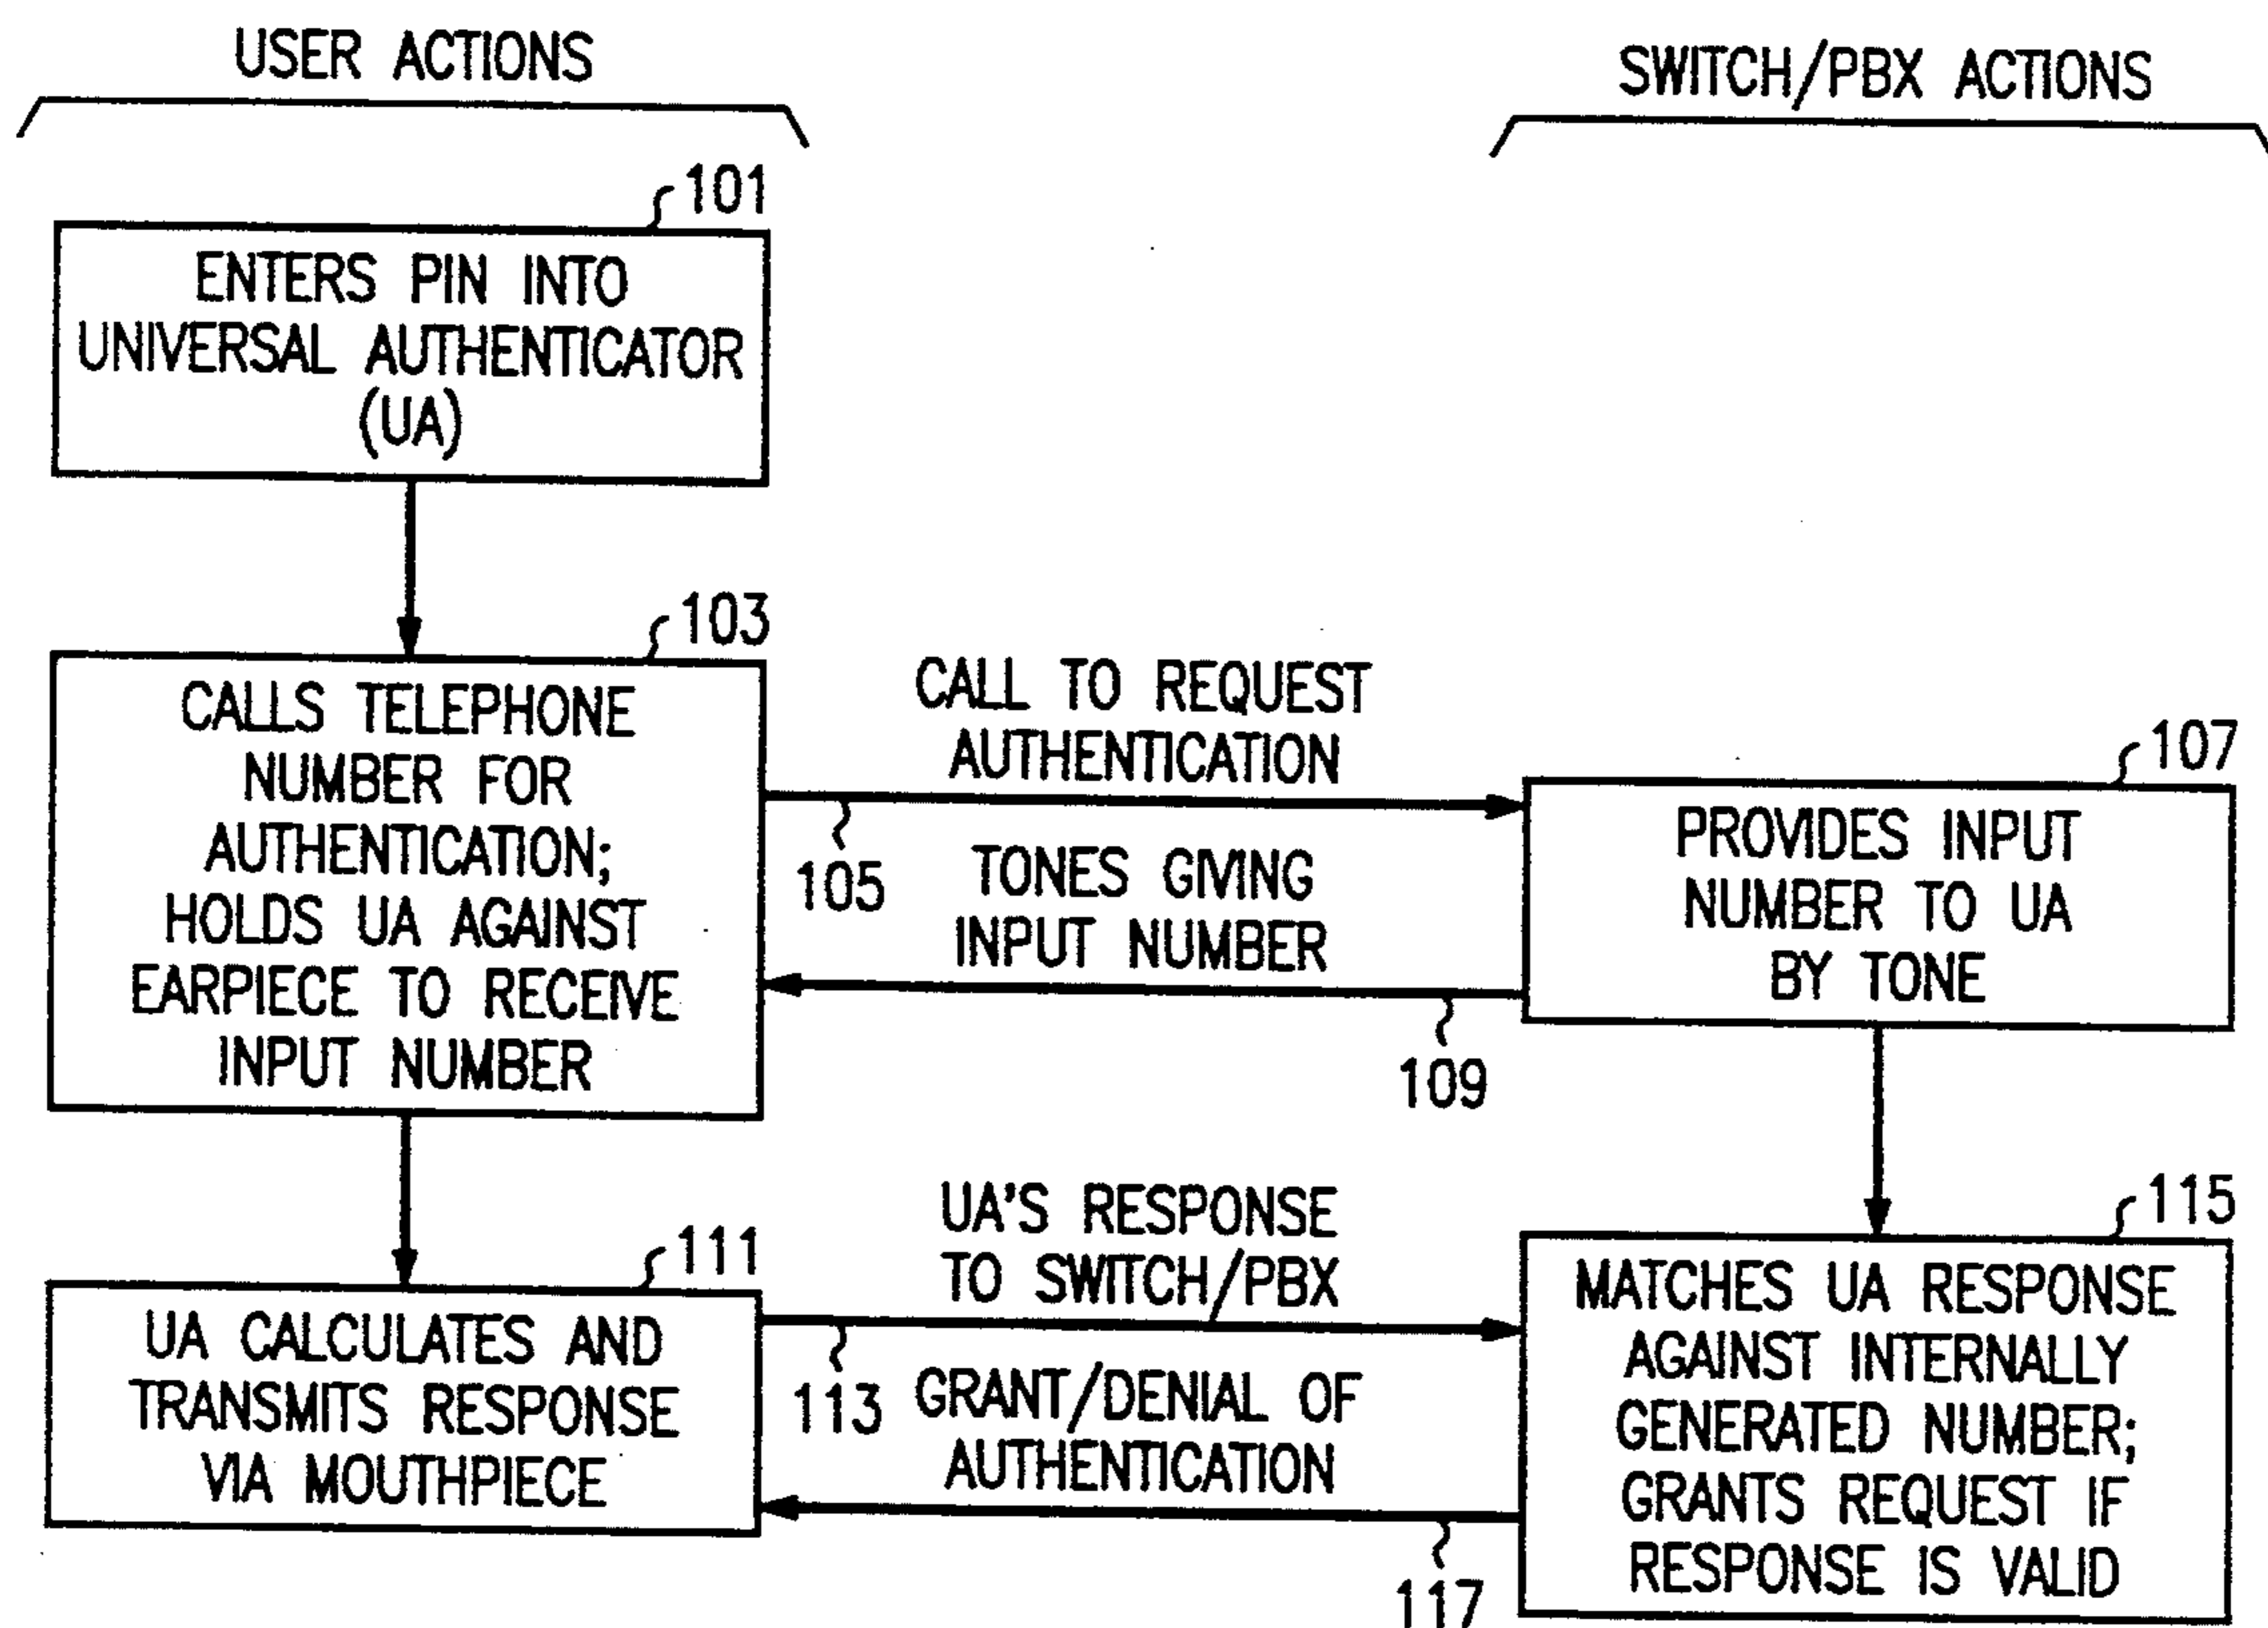 USER ACTIONS
SWITCH/PBX ACTIONS
101
ENTERS PIN INTO
UNIVERSAL AUTHENTICATOR
(UA)
103
CALLS TELEPHONE
NUMBER FOR
AUTHENTICATION;
HOLDS UA AGAINST
EARPIECE TO RECEIVE
INPUT NUMBER
CALL TO REQUEST
AUTHENTICATION
105
TONES GIVING
INPUT NUMBER
109
107
PROVIDES INPUT
NUMBER TO UA
BY TONE
111
UA CALCULATES AND
TRANSMITS RESPONSE
VIA MOUTHPIECE
UA'S RESPONSE
TO SWITCH/PBX
113
GRANT/DENIAL OF
AUTHENTICATION
117
115
MATCHES UA RESPONSE
AGAINST INTERNALLY
GENERATED NUMBER;
GRANTS REQUEST IF
RESPONSE IS VALID